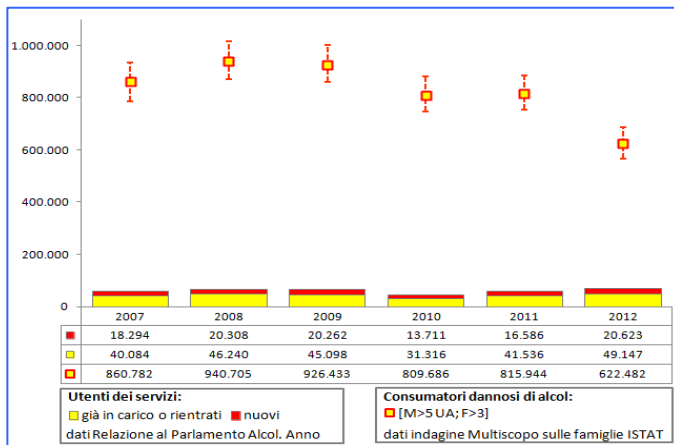 1.000.000
800.000
600.000
400.000
200.000
0
2007 2008 2009 2010 2011 2012
18.294 20.308 20.262 13.711 16.586 20.623
40.084 46.240 45.098 31.316 41.536 49.147
860.782 940.705 926.433 809.686 815.944 622.482
Utenti dei servizi:
già in carico o rientrati nuovi
dati Relazione al Parlamento Alcol. Anno
Consumatori dannosi di alcol:
[M>5 UA; F>3]
dati indagine Multiscopo sulle famiglie ISTAT